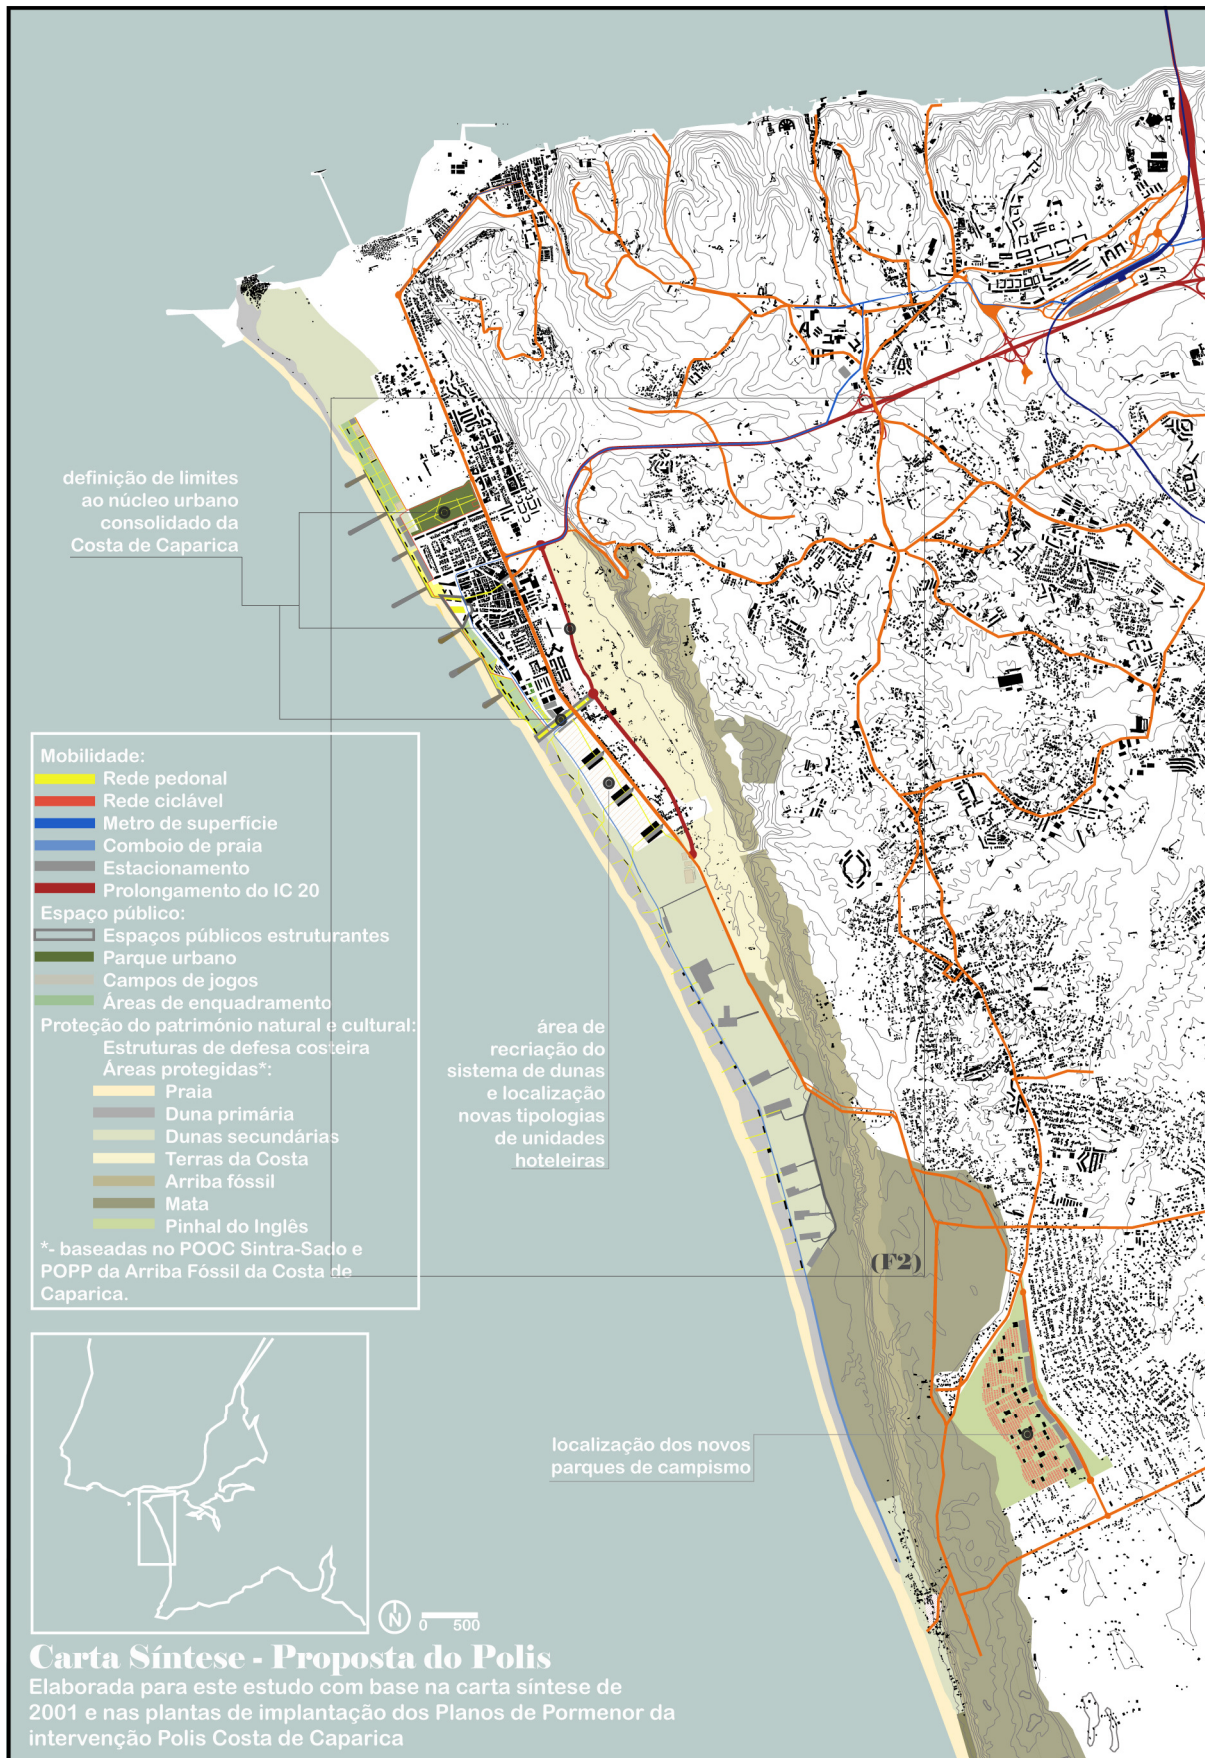 definição de limites
ao núcleo urbano
consolidado da
Costa de Caparica
Mobilidade:
Rede pedonal
Rede ciclável
Metro de superfície
Comboio de praia
Estacionamento
Prolongamento do IC 20
Espaço público:
Espaços públicos estruturantes
Parque urbano
Campos de jogos
Áreas de enquadramento
Proteção do património natural e cultural:
Estruturas de defesa costeira
Áreas protegidas*:
Praia
Duna primária
Dunas secundárias
Terras da Costa
Arriba fóssil
Mata
Pinhal do Inglês
*- baseadas no POOC Sintra-Sado e
POPP da Arriba Fóssil da Costa de
Caparica.
área de
recriação do
sistema de dunas
e localização
novas tipologias
de unidades
hoteleiras
(F2)
localização dos novos
parques de campismo
N
0 500
Carta Síntese - Proposta do Polis
Elaborada para este estudo com base na carta síntese de
2001 e nas plantas de implantação dos Planos de Pormenor da
intervenção Polis Costa de Caparica